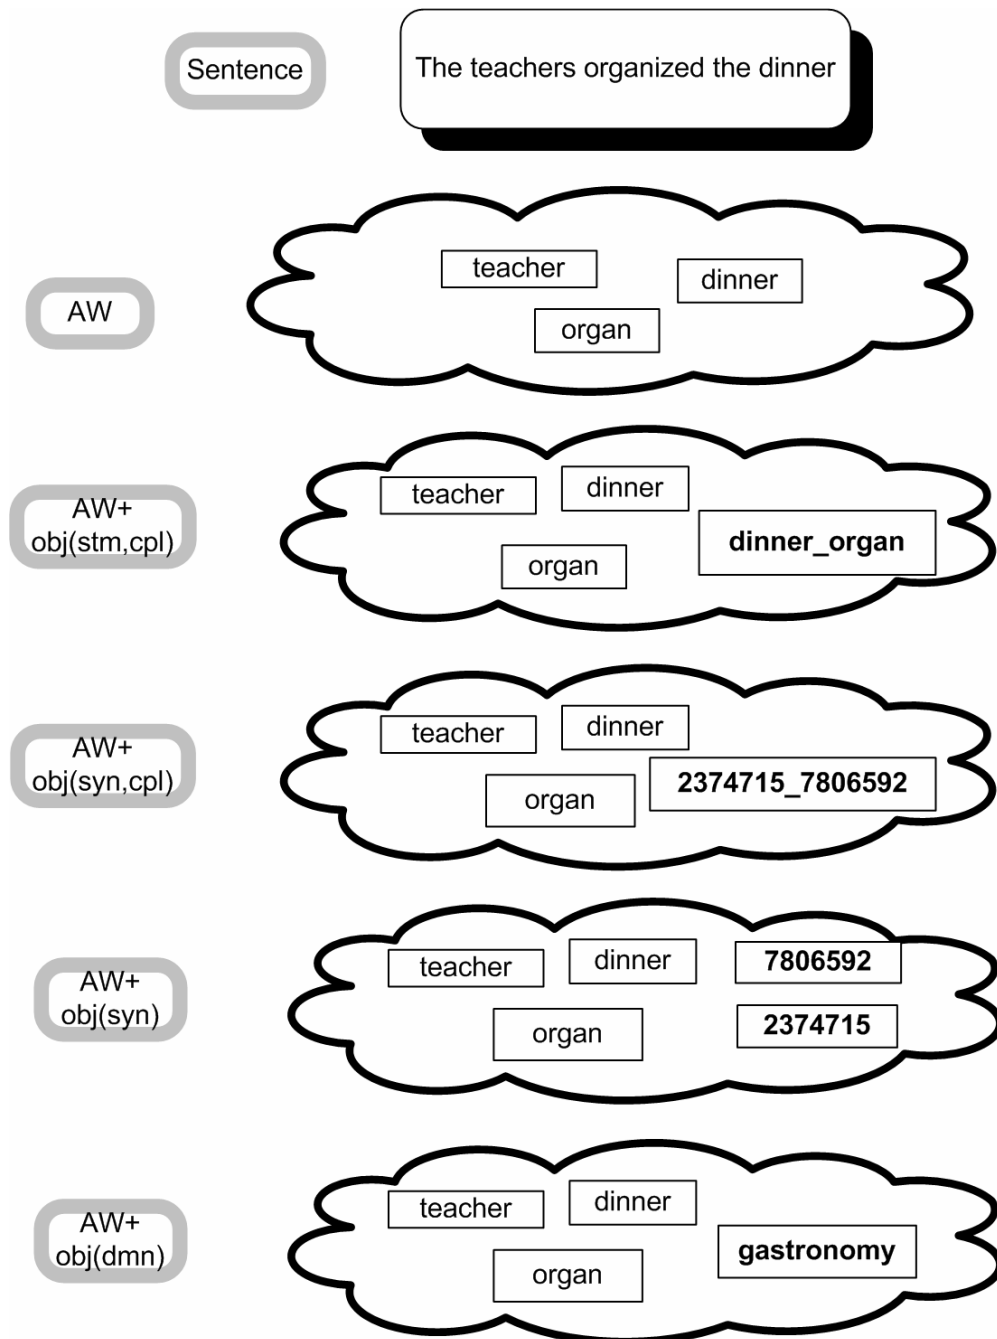 Sentence
The teachers organized the dinner
AW
teacher
dinner
organ
AW+
obj(stm,cpl)
teacher
dinner
organ
dinner_organ
AW+
obj(syn,cpl)
teacher
dinner
organ
2374715_7806592
AW+
obj(syn)
teacher
dinner
7806592
organ
2374715
AW+
obj(dmn)
teacher
dinner
organ
gastronomy